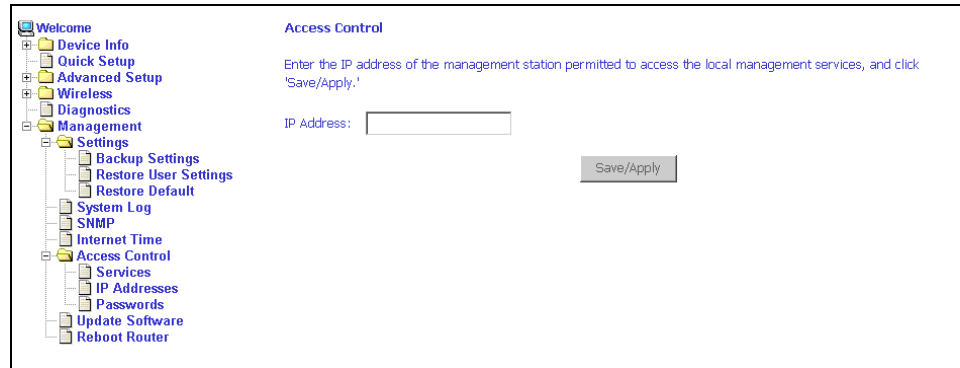 Welcome
Device Info
Quick Setup
Advanced Setup
Wireless
Diagnostics
Management
Settings
Backup Settings
Restore User Settings
Restore Default
System Log
SNMP
Internet Time
Access Control
Services
IP Addresses
Passwords
Update Software
Reboot Router
Access Control
Enter the IP address of the management station permitted to access the local management services, and click
'Save/Apply.'
IP Address:
Save/Apply